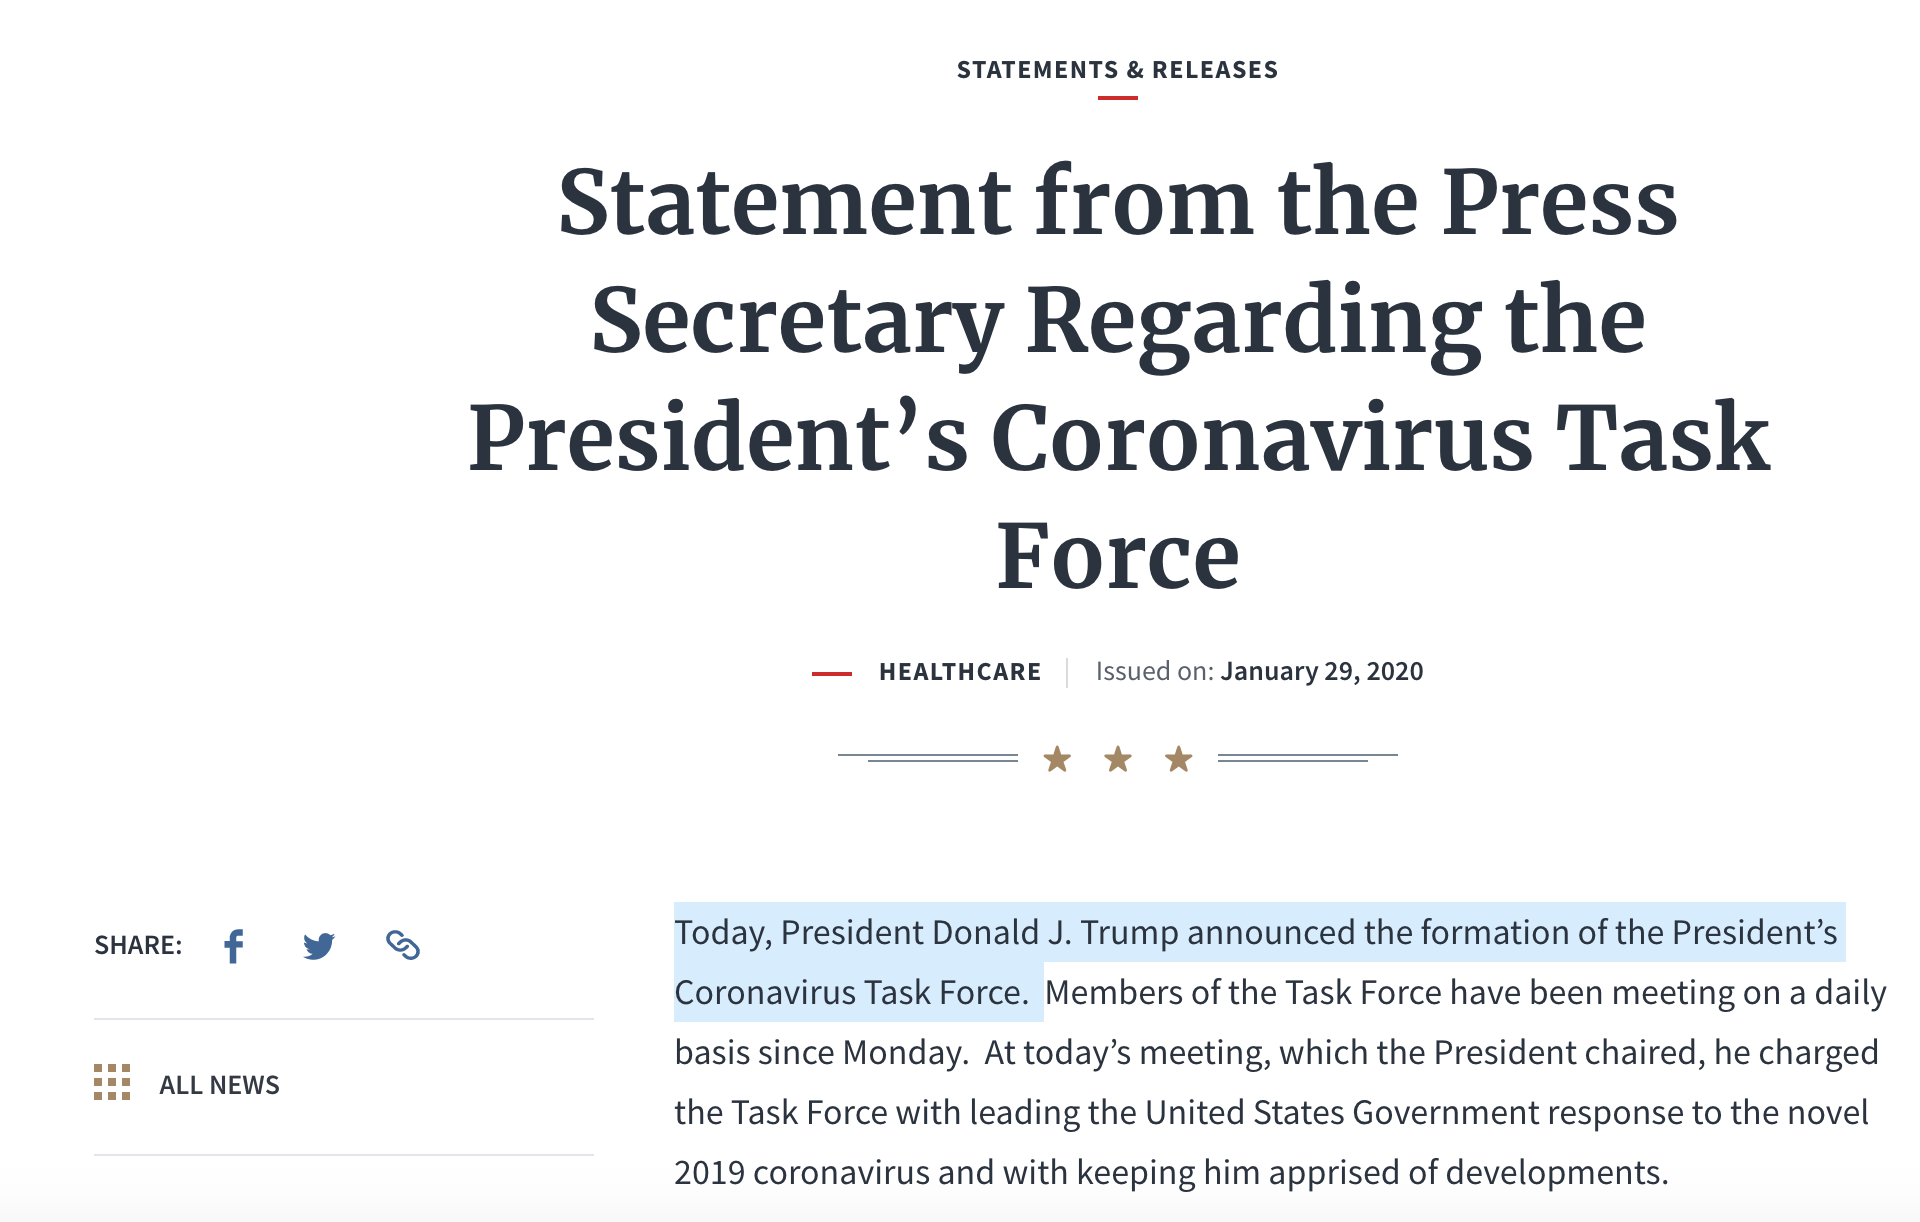 STATEMENTS & RELEASES
Statement from the Press
Secretary Regarding the
President’s Coronavirus Task
Force
HEALTHCARE | Issued on: January 29, 2020
SHARE:
ALL NEWS
Today, President Donald J. Trump announced the formation of the President’s
Coronavirus Task Force.  Members of the Task Force have been meeting on a daily
basis since Monday.  At today’s meeting, which the President chaired, he charged
the Task Force with leading the United States Government response to the novel
2019 coronavirus and with keeping him apprised of developments.